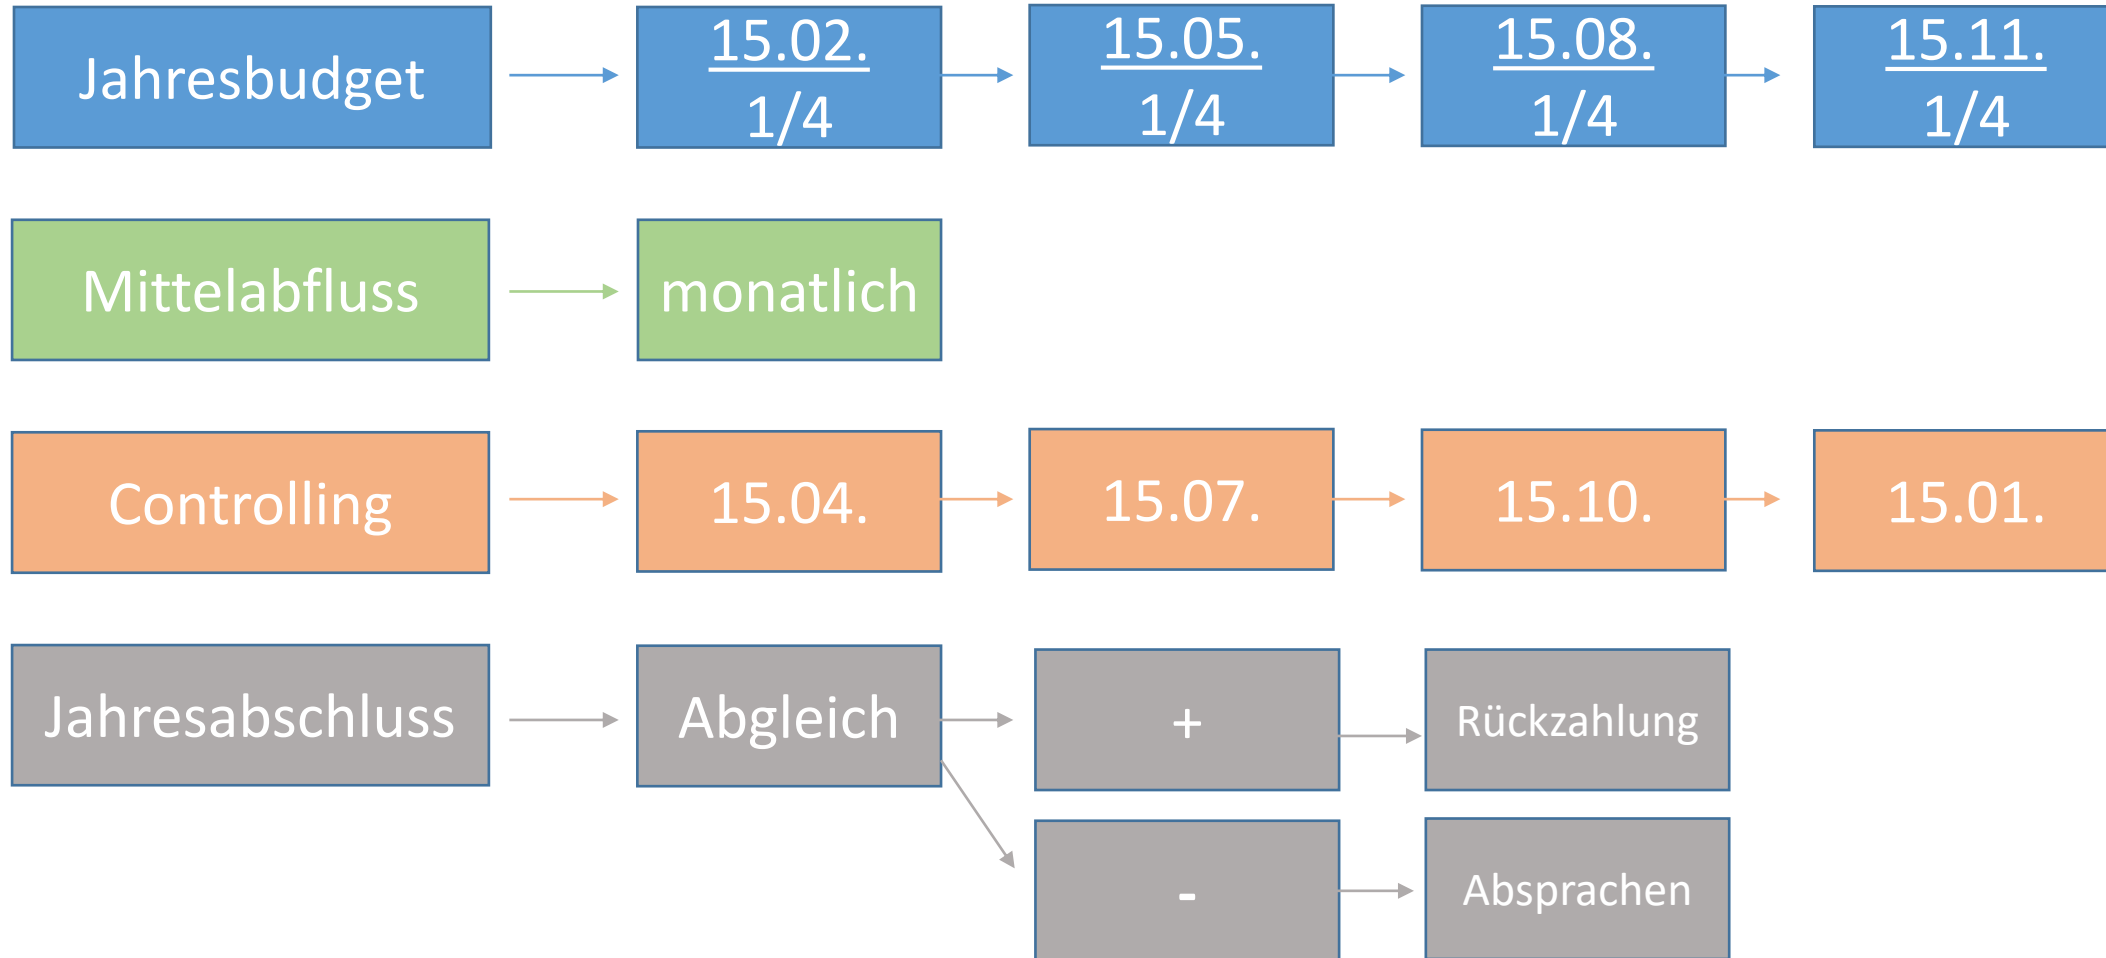 Jahresbudget
15.02.
1/4
15.05.
1/4
15.08.
1/4
15.11.
1/4
Mittelabfluss
monatlich
Controlling
15.04.
15.07.
15.10.
15.01.
Jahresabschluss
Abgleich
+
Rückzahlung
-
Absprachen